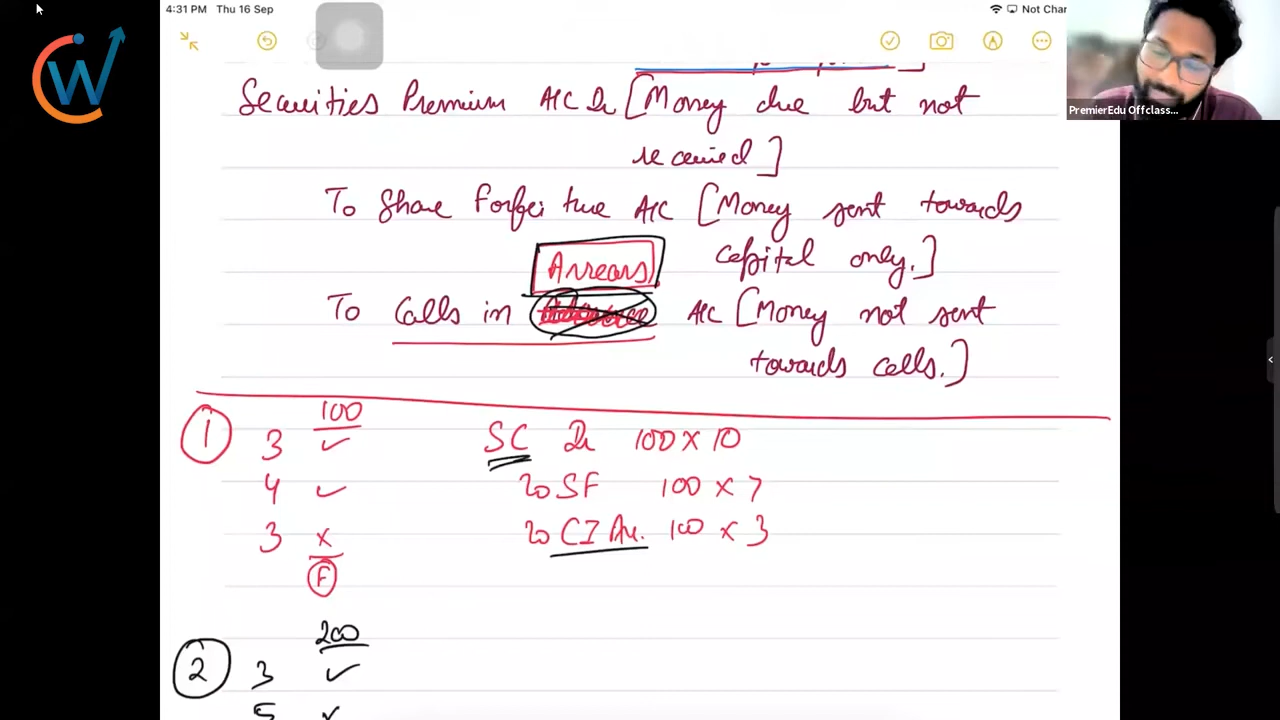 4:31 PM Thu 16 Sep
Not Char
W
PremierEdu Offclass...
Securities Premium A/C Dr [Money due but not
received]
To Share Forfeiture A/C [Money sent towards
capital only.]
Arrears
To Calls in A/C [Money not sent
towards calls.]
1 100
3 ✓ SC Dr 100 x 10
4 ✓ To SF 100 x 7
3 x To CI Ar. 100 x 3
F
200
2 3 ✓
5 x